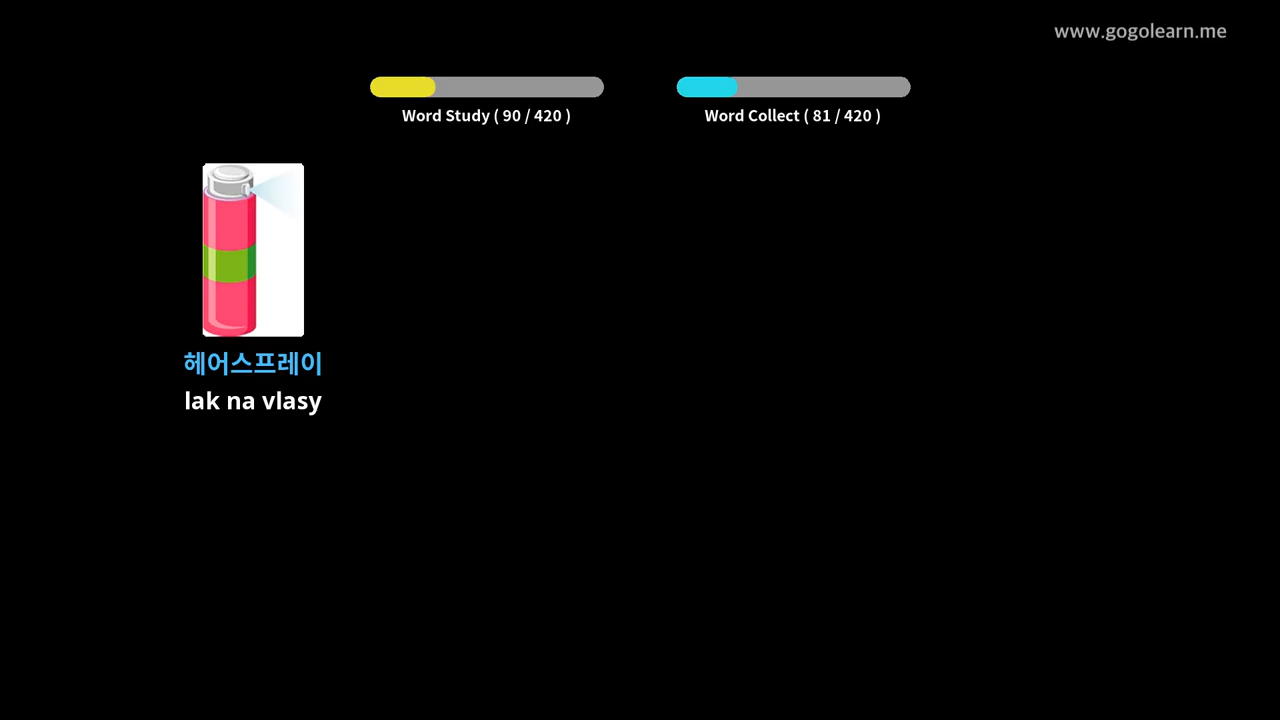 www.gogolearn.me
Word Study ( 90 / 420 )
Word Collect ( 81 / 420 )
헤어스프레이
lak na vlasy